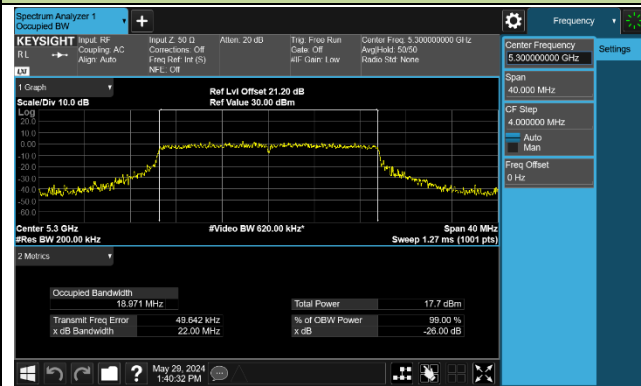 Spectrum Analyzer 1
Occupied BW
Frequency
KEYSIGHT
RL
LXI
Input: RF
Coupling: AC
Align: Auto
Input Z: 50 Ω
Corrections: Off
Freq Ref: Int (S)
NFE: Off
Atten: 20 dB
Trig: Free Run
Gate: Off
#IF Gain: Low
Center Freq: 5.300000000 GHz
Avg|Hold: 50/50
Radio Std: None
Center Frequency
5.300000000 GHz
Settings
Span
40.000 MHz
CF Step
4.000000 MHz
Auto
Man
Freq Offset
0 Hz
1 Graph
Scale/Div 10.0 dB
Ref Lvl Offset 21.20 dB
Ref Value 30.00 dBm
Log
20.0
10.0
0.00
-10.0
-20.0
-30.0
-40.0
-50.0
-60.0
Center 5.3 GHz
#Res BW 200.00 kHz
#Video BW 620.00 kHz*
Span 40 MHz
Sweep 1.27 ms (1001 pts)
2 Metrics
Occupied Bandwidth
18.971 MHz
Total Power 17.7 dBm
Transmit Freq Error 49.642 kHz
% of OBW Power 99.00 %
x dB Bandwidth 22.00 MHz
x dB -26.00 dB
?
May 29, 2024
1:40:32 PM